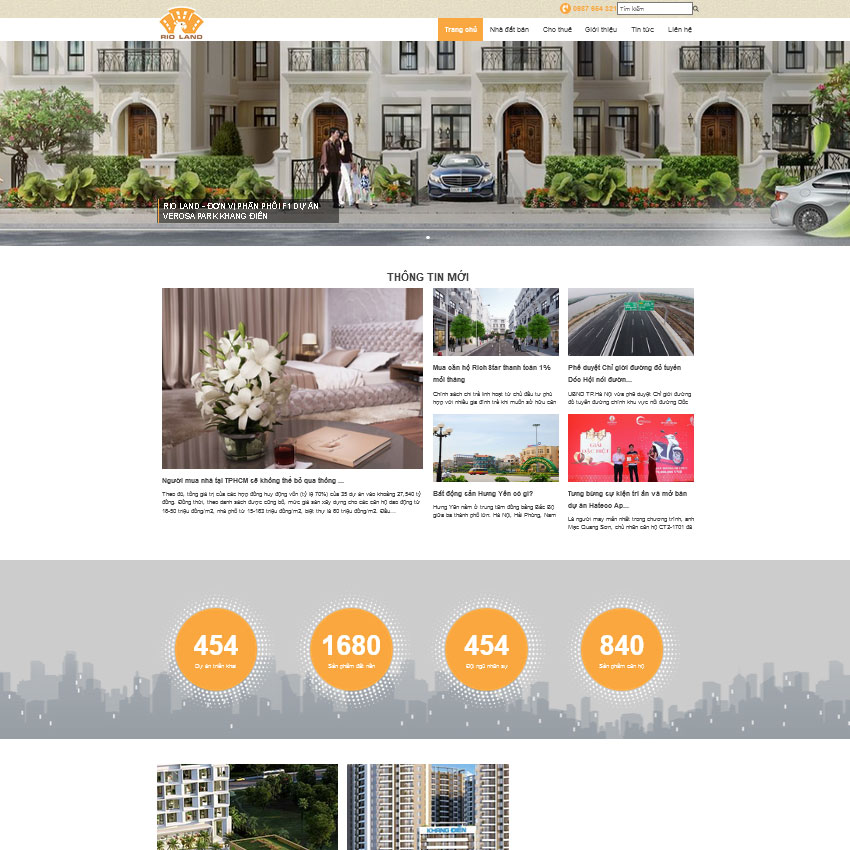 0937 664 321
Tìm kiếm
RIO LAND
Trang chủ
Nhà đất bán
Cho thuê
Giới thiệu
Tin tức
Liên hệ
RIO LAND - ĐƠN VỊ PHÂN PHỐI F1 DỰ ÁN
VEROSA PARK KHANG ĐIỀN
THÔNG TIN MỚI
Mua căn hộ Rich Star thanh toán 1%
mỗi tháng
Chính sách chi trả linh hoạt từ chủ đầu tư phù
hợp với nhiều gia đình trẻ khi muốn sở hữu căn
Phê duyệt Chỉ giới đường đỏ tuyến
Dốc Hội nối đườn...
UBND TP.Hà Nội vừa phê duyệt Chỉ giới đường
đỏ tuyến đường chính khu vực nối đường Dốc
Người mua nhà tại TPHCM sẽ không thể bỏ qua thông ...
Theo đó, tổng giá trị của các hợp đồng huy động vốn (tỷ lệ 70%) của 35 dự án vào khoảng 27,540 tỷ
đồng. Đồng thời, theo danh sách được công bố, mức giá sàn xây dựng cho các căn hộ dao động từ
16-50 triệu đồng/m2, nhà phố từ 15-163 triệu đồng/m2, biệt thự là 60 triệu đồng/m2. Đầu...
Bất động sản Hưng Yên có gì?
Hưng Yên nằm ở trung tâm đồng bằng Bắc Bộ
giữa ba thành phố lớn: Hà Nội, Hải Phòng, Nam
GIẢI
ĐẶC BIỆT
Tưng bừng sự kiện tri ân và mở bán
dự án Hateco Ap...
Là người may mắn nhất trong chương trình, anh
Mạc Quang Sơn, chủ nhân căn hộ CT2-1701 đã
454
Dự án triển khai
1680
Sản phẩm đất nền
454
Đội ngũ nhân sự
840
Sản phẩm căn hộ
KHANG ĐIỀN